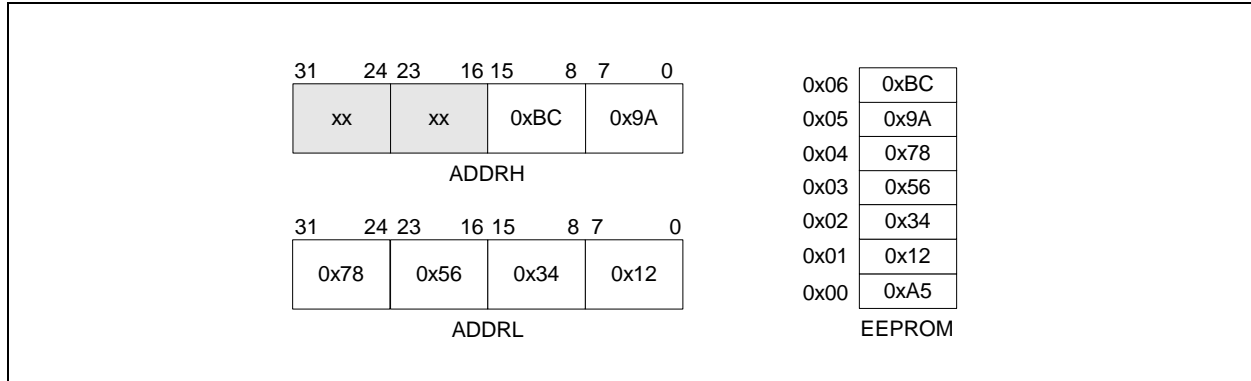 31 24 23 16 15 8 7 0
xx xx 0xBC 0x9A
ADDRH
31 24 23 16 15 8 7 0
0x78 0x56 0x34 0x12
ADDRL
0x06 0xBC
0x05 0x9A
0x04 0x78
0x03 0x56
0x02 0x34
0x01 0x12
0x00 0xA5
EEPROM